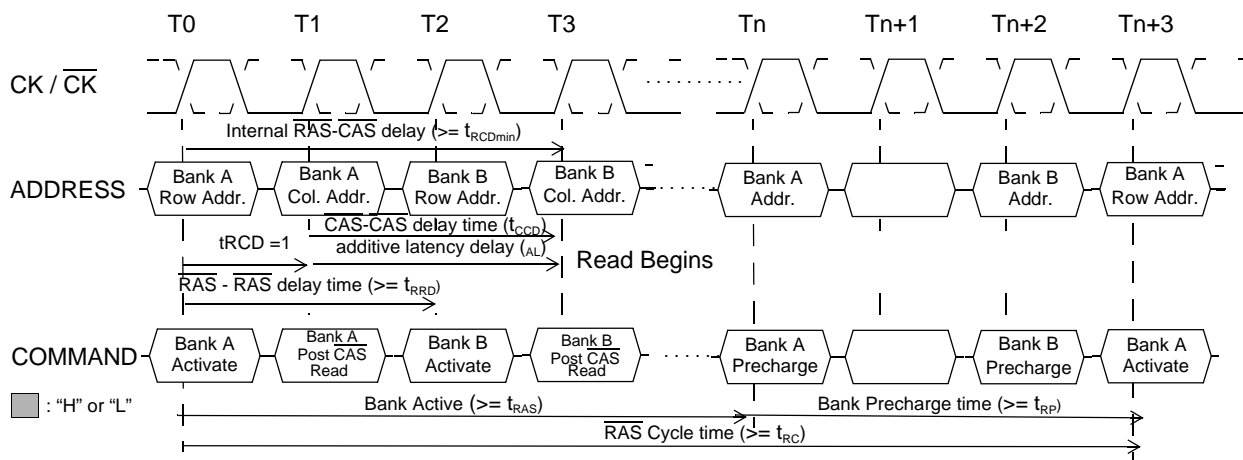 T0 T1 T2 T3 Tn Tn+1 Tn+2 Tn+3
CK / CK
Internal RAS-CAS delay (>= tRCDmin)
ADDRESS
Bank A Row Addr.
Bank A Col. Addr.
Bank B Row Addr.
Bank B Col. Addr.
Bank A Addr.
Bank B Addr.
Bank A Row Addr.
CAS-CAS delay time (tCCD)
tRCD =1
additive latency delay (AL)
Read Begins
RAS - RAS delay time (>= tRRD)
COMMAND
Bank A Activate
Bank A Post CAS Read
Bank B Activate
Bank B Post CAS Read
Bank A Precharge
Bank B Precharge
Bank A Activate
: “H” or “L”
Bank Active (>= tRAS)
Bank Precharge time (>= tRP)
RAS Cycle time (>= tRC)